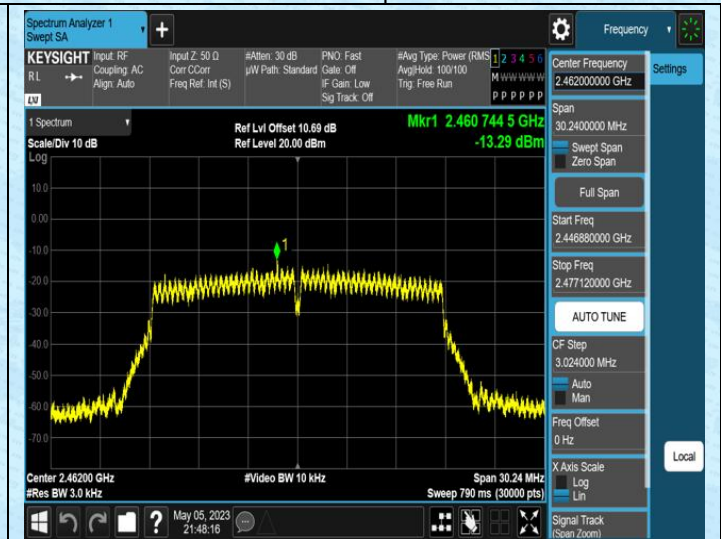 Spectrum Analyzer 1
Swept SA
+
Frequency
KEYSIGHT
RL
LXI
Input: RF
Coupling: AC
Align: Auto
Input Z: 50 Ω
Corr CCorr
Freq Ref: Int (S)
#Atten: 30 dB
µW Path: Standard
PNO: Fast
Gate: Off
IF Gain: Low
Sig Track: Off
#Avg Type: Power (RMS
Avg|Hold: 100/100
Trig: Free Run
1 2 3 4 5 6
M W W W W W
P P P P P P
1 Spectrum
Scale/Div 10 dB
Ref Lvl Offset 10.69 dB
Ref Level 20.00 dBm
Mkr1 2.460 744 5 GHz
-13.29 dBm
Log
10.0
0.00
-10.0
-20.0
-30.0
-40.0
-50.0
-60.0
-70.0
1
Center 2.46200 GHz
#Res BW 3.0 kHz
#Video BW 10 kHz
Span 30.24 MHz
Sweep 790 ms (30000 pts)
Center Frequency
2.462000000 GHz
Settings
Span
30.2400000 MHz
Swept Span
Zero Span
Full Span
Start Freq
2.446880000 GHz
Stop Freq
2.477120000 GHz
AUTO TUNE
CF Step
3.024000 MHz
Auto
Man
Freq Offset
0 Hz
X Axis Scale
Log
Lin
Local
Signal Track
(Span Zoom)
?
May 05, 2023
21:48:16